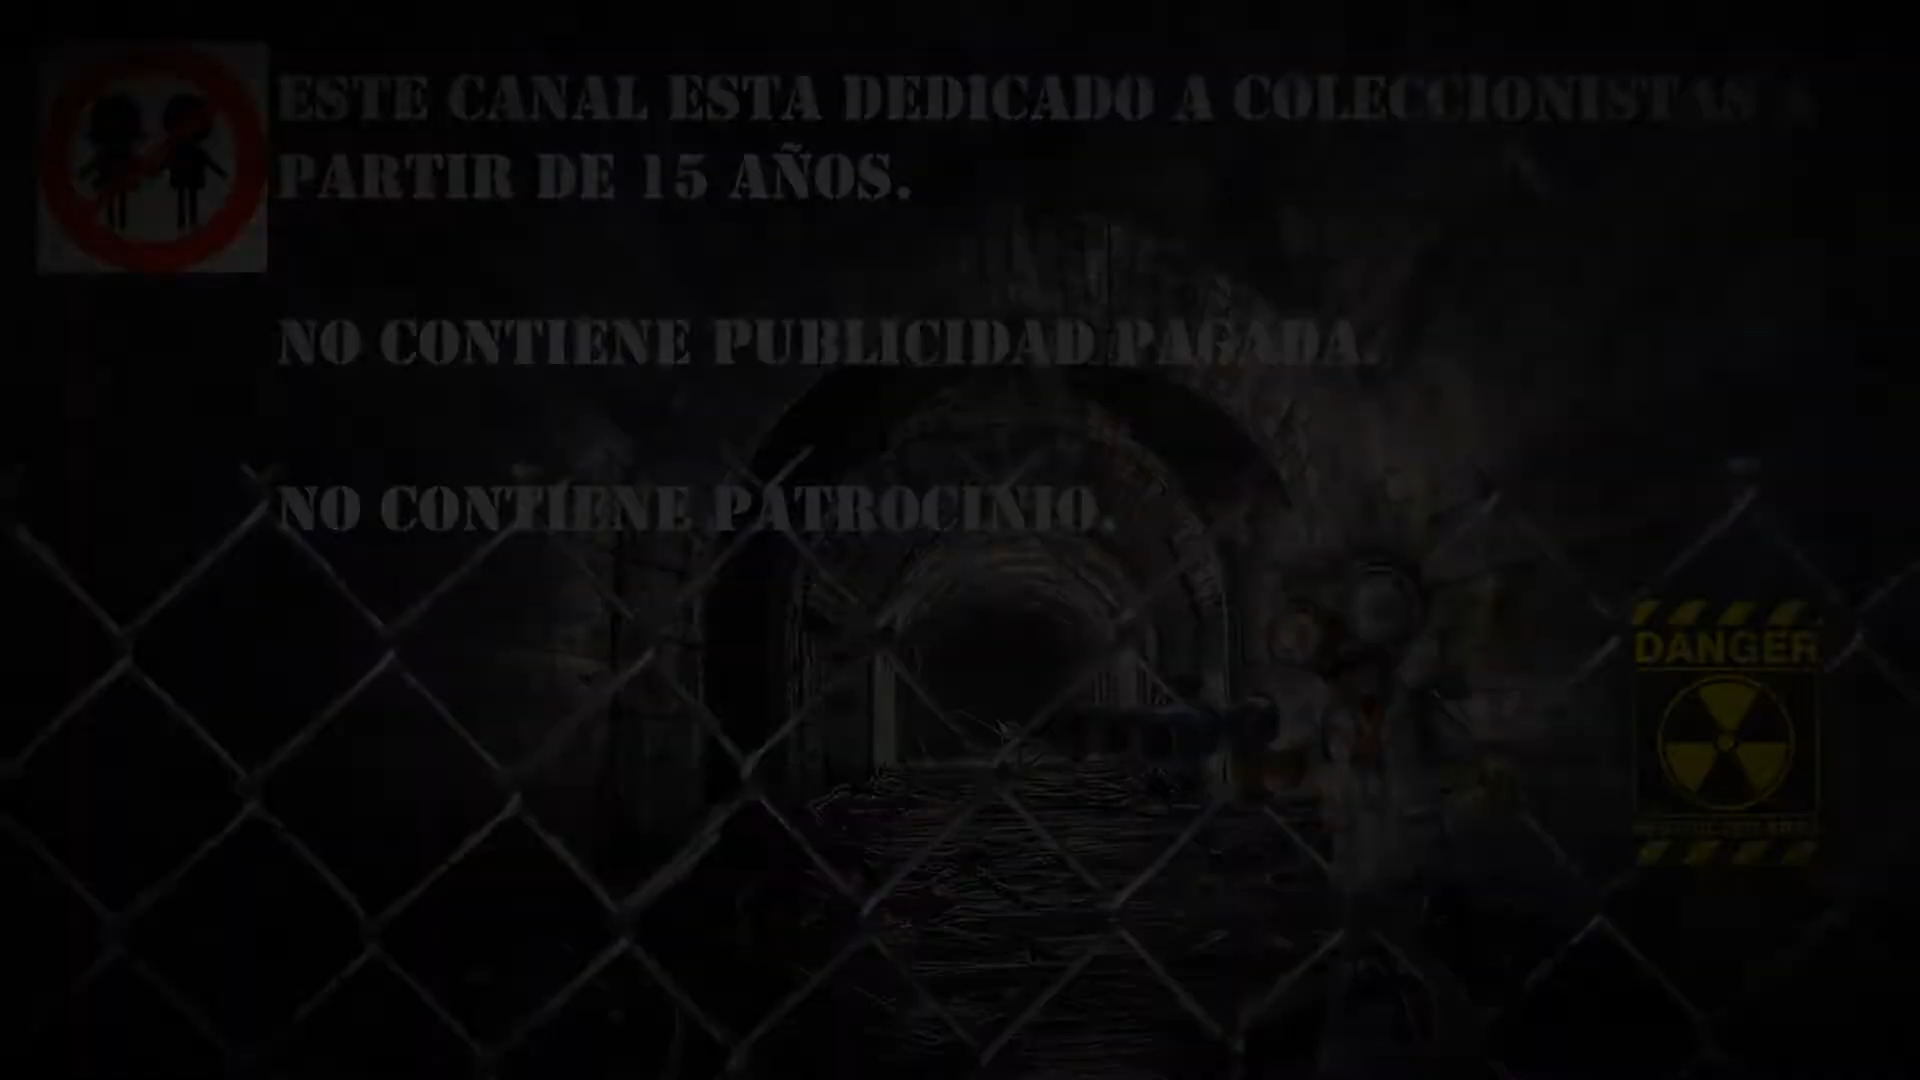 ESTE CANAL ESTA DEDICADO A COLECCIONISTAS A
PARTIR DE 15 AÑOS.
NO CONTIENE PUBLICIDAD PAGADA.
NO CONTIENE PATROCINIO.
DANGER